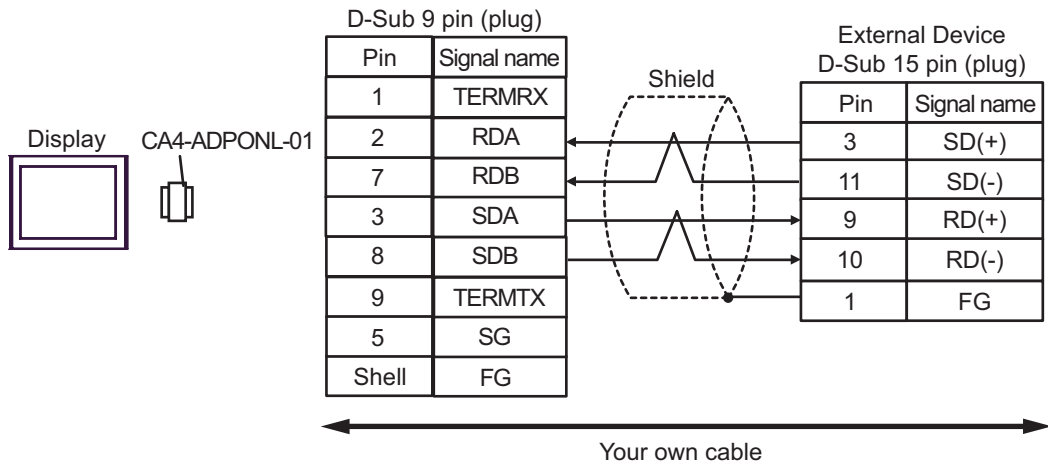 D-Sub 9 pin (plug)
Pin Signal name
1 TERMRX
2 RDA
7 RDB
3 SDA
8 SDB
9 TERMTX
5 SG
Shell FG
Display
CA4-ADPONL-01
Shield
External Device
D-Sub 15 pin (plug)
Pin Signal name
3 SD(+)
11 SD(-)
9 RD(+)
10 RD(-)
1 FG
Your own cable